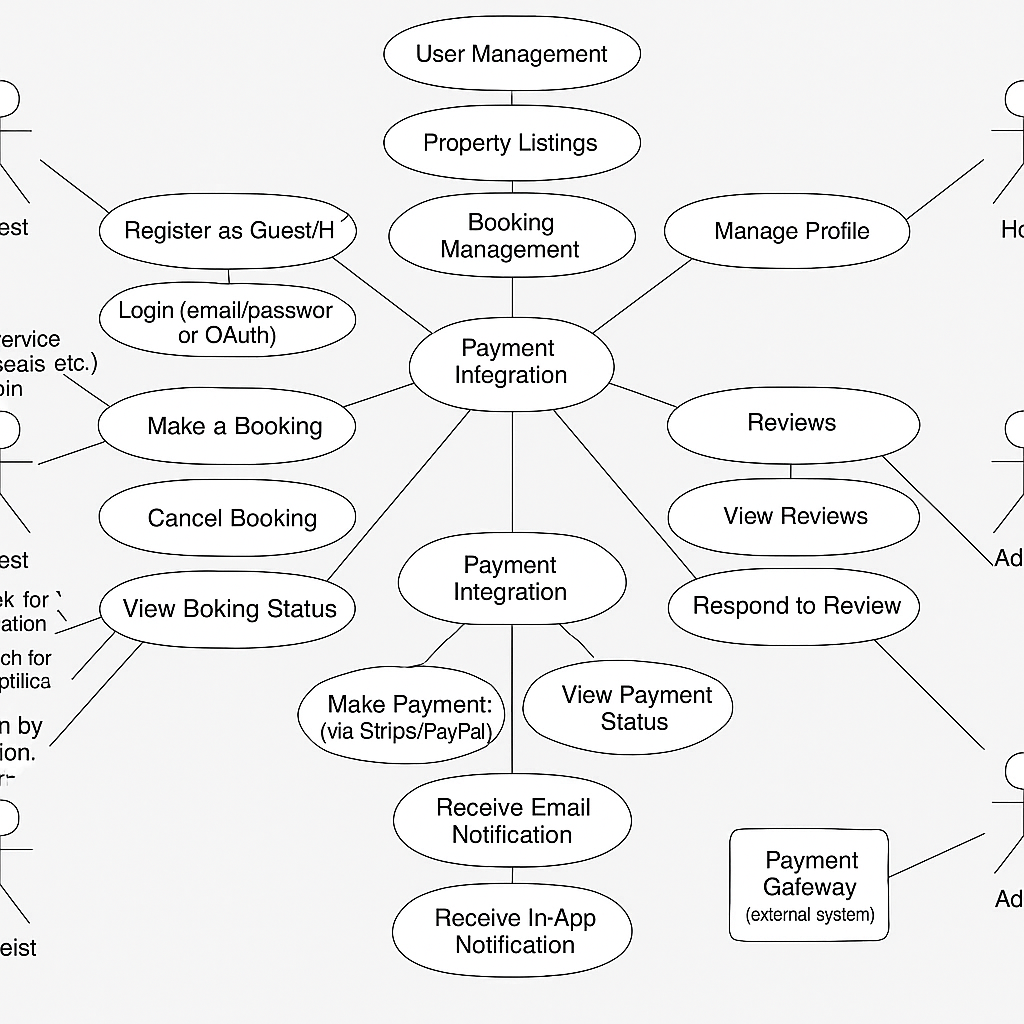 User Management
Property Listings
Booking
Management
Register as Guest/H
Manage Profile
est
Ho
Login (email/passwor
or OAuth)
ervice
seais etc.)
oin
Payment
Infegration
Make a Booking
Reviews
Cancel Booking
View Reviews
est
Ad
Payment
Integration
ek for
ation
View Boking Status
Respond to Review
ch for
ptilica
n by
ion.
Make Payment:
(via Strips/PayPal)
View Payment
Status
Receive Email
Notification
Payment
Gafeway
(external system)
Ad
Receive In-App
Notification
eist